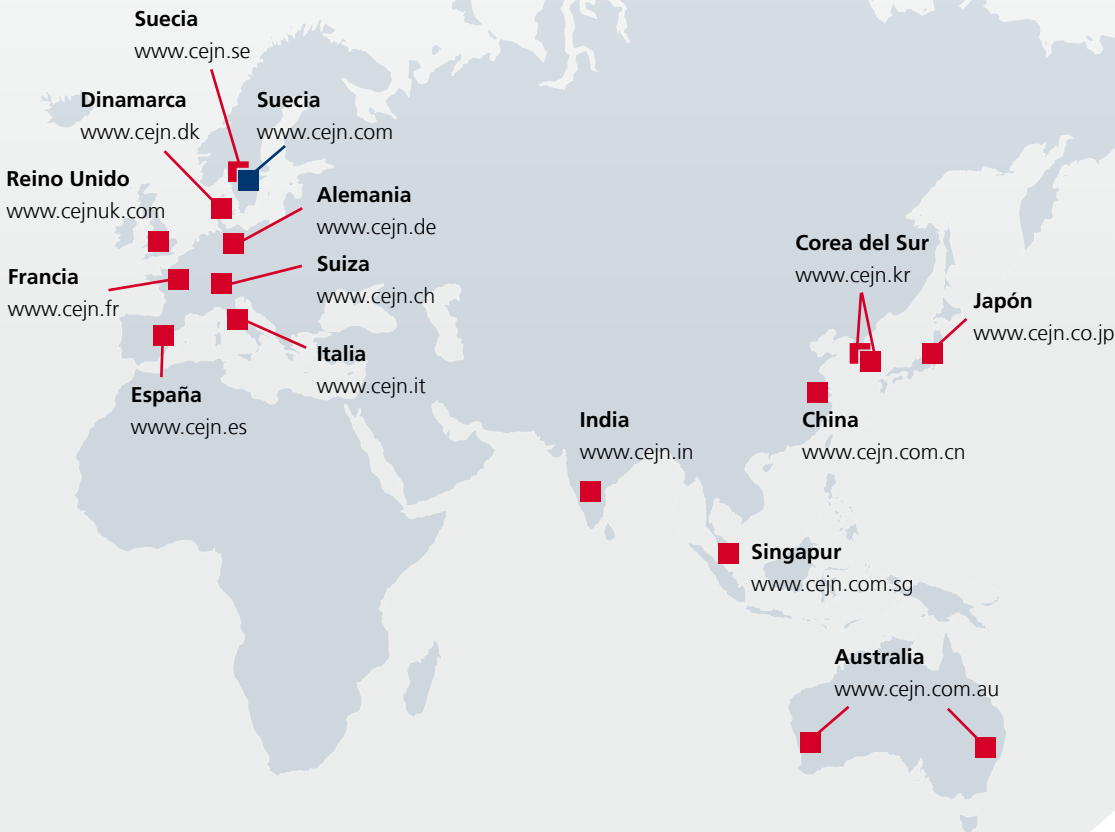 Suecia
www.cejn.se
Dinamarca
www.cejn.dk
Suecia
www.cejn.com
Reino Unido
www.cejnuk.com
Alemania
www.cejn.de
Francia
www.cejn.fr
Suiza
www.cejn.ch
Italia
www.cejn.it
España
www.cejn.es
Corea del Sur
www.cejn.kr
Japón
www.cejn.co.jp
India
www.cejn.in
China
www.cejn.com.cn
Singapur
www.cejn.com.sg
Australia
www.cejn.com.au